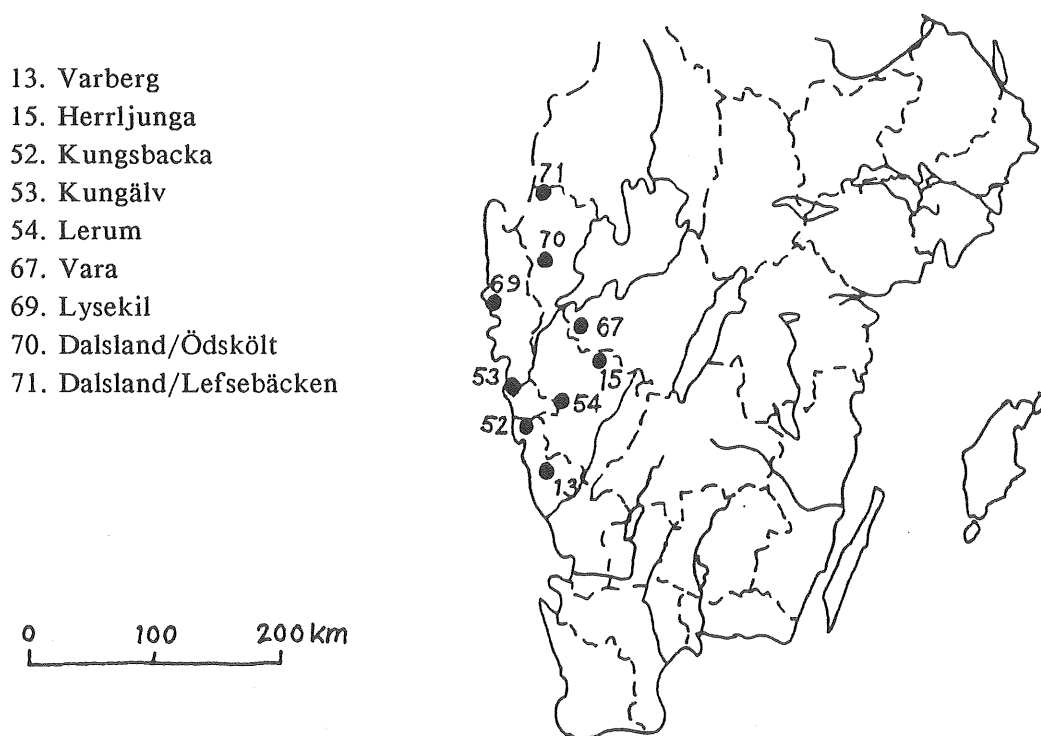 13. Varberg
15. Herrljunga
52. Kungsbacka
53. Kungälv
54. Lerum
67. Vara
69. Lysekil
70. Dalsland/Ödskölt
71. Dalsland/Lefsebäcken
71
70
69
67
53
15
54
52
13
0 100 200 km